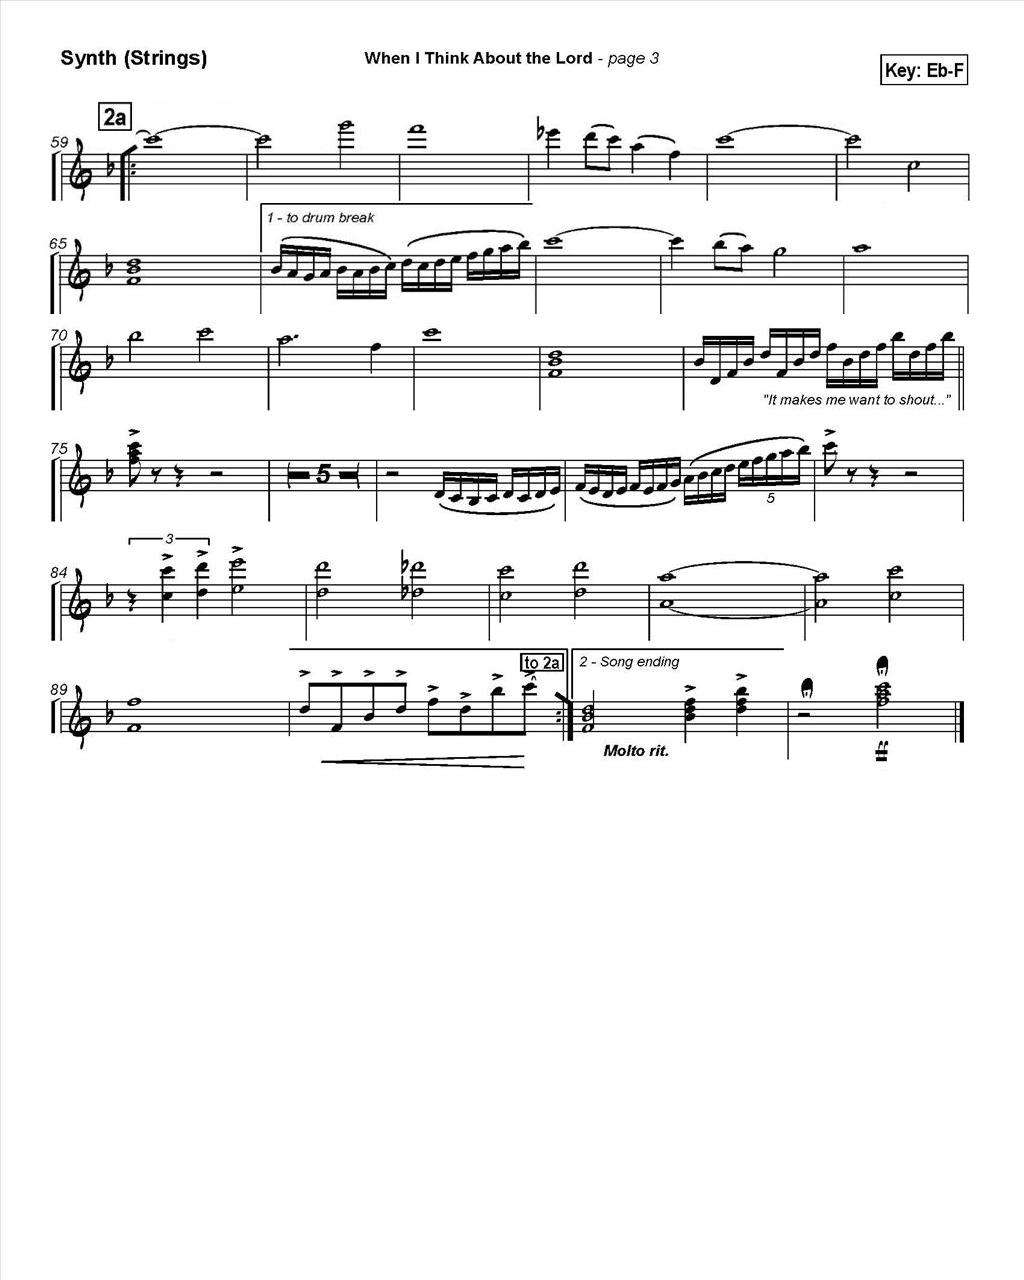 Synth (Strings)
When I Think About the Lord - page 3
Key: Eb-F
2a
59
65
1 - to drum break
70
"It makes me want to shout..."
75
5
5
3
84
89
to 2a
2 - Song ending
Molto rit.